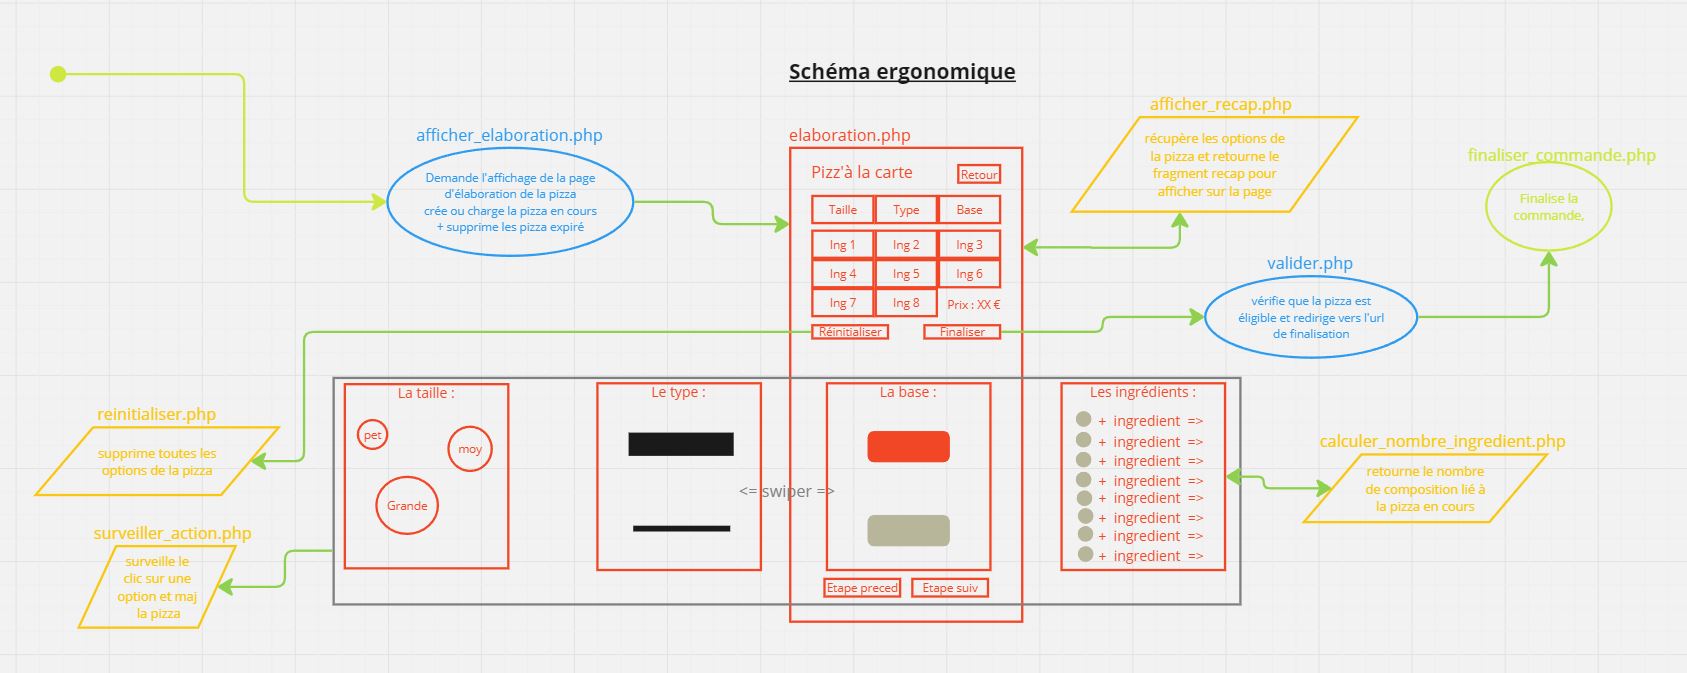 Schéma ergonomique
afficher_elaboration.php
Demande l'affichage de la page
d'élaboration de la pizza
crée ou charge la pizza en cours
+ supprime les pizza expiré
elaboration.php
Pizz'à la carte
Retour
Taille
Type
Base
Ing 1
Ing 2
Ing 3
Ing 4
Ing 5
Ing 6
Ing 7
Ing 8
Prix : XX €
Réinitialiser
Finaliser
afficher_recap.php
récupère les options de
la pizza et retourne le
fragment recap pour
afficher sur la page
finaliser_commande.php
Finalise la
commande,
valider.php
vérifie que la pizza est
éligible et redirige vers l'url
de finalisation
reinitialiser.php
supprime toutes les
options de la pizza
surveiller_action.php
surveille le
clic sur une
option et maj
la pizza
La taille :
pet
moy
Grande
Le type :
<= swiper =>
La base :
Etape preced
Etape suiv
Les ingrédients :
+ ingredient =>
+ ingredient =>
+ ingredient =>
+ ingredient =>
+ ingredient =>
+ ingredient =>
+ ingredient =>
+ ingredient =>
calculer_nombre_ingredient.php
retourne le nombre
de composition lié à
la pizza en cours